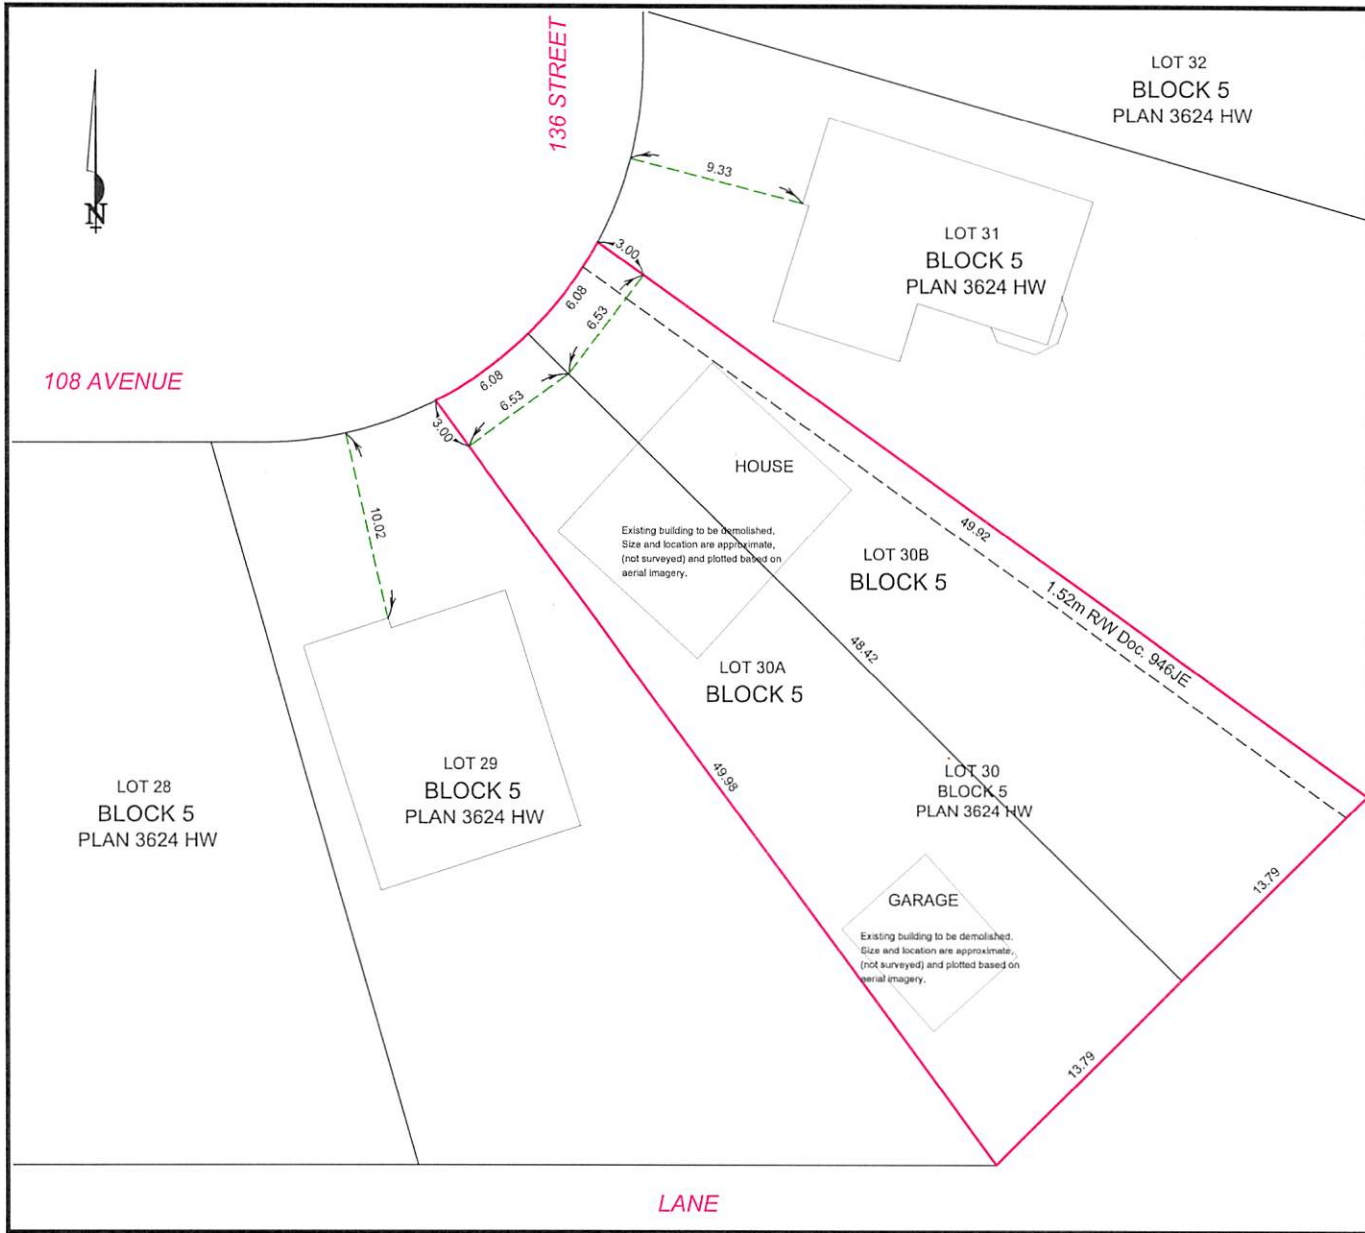 136 STREET
LOT 32
BLOCK 5
PLAN 3624 HW
N
9.33
LOT 31
BLOCK 5
PLAN 3624 HW
3.00
6.08
6.53
108 AVENUE
6.08
6.53
3.00
HOUSE
10.02
Existing building to be demolished.
Size and location are approximate,
(not surveyed) and plotted based on
aerial imagery.
49.92
LOT 30B
BLOCK 5
1.52m R/W Doc. 946JE
48.42
LOT 30A
BLOCK 5
LOT 28
BLOCK 5
PLAN 3624 HW
LOT 29
BLOCK 5
PLAN 3624 HW
49.98
LOT 30
BLOCK 5
PLAN 3624 HW
13.79
GARAGE
Existing building to be demolished.
Size and location are approximate,
(not surveyed) and plotted based on
aerial imagery.
13.79
LANE